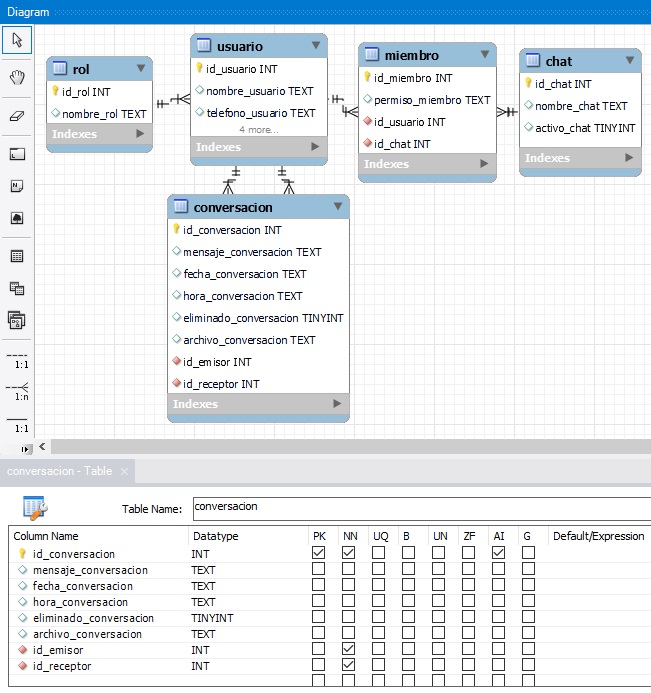 Diagram
rol
id_rol INT
nombre_rol TEXT
Indexes
usuario
id_usuario INT
nombre_usuario TEXT
telefono_usuario TEXT
4 more...
Indexes
miembro
id_miembro INT
permiso_miembro TEXT
id_usuario INT
id_chat INT
Indexes
chat
id_chat INT
nombre_chat TEXT
activo_chat TINYINT
Indexes
conversacion
id_conversacion INT
mensaje_conversacion TEXT
fecha_conversacion TEXT
hora_conversacion TEXT
eliminado_conversacion TINYINT
archivo_conversacion TEXT
id_emisor INT
id_receptor INT
Indexes
1:1
1:n
1:1
conversacion - Table
Table Name: conversacion
Column Name Datatype PK NN UQ B UN ZF AI G Default/Expression
id_conversacion INT
mensaje_conversacion TEXT
fecha_conversacion TEXT
hora_conversacion TEXT
eliminado_conversacion TINYINT
archivo_conversacion TEXT
id_emisor INT
id_receptor INT